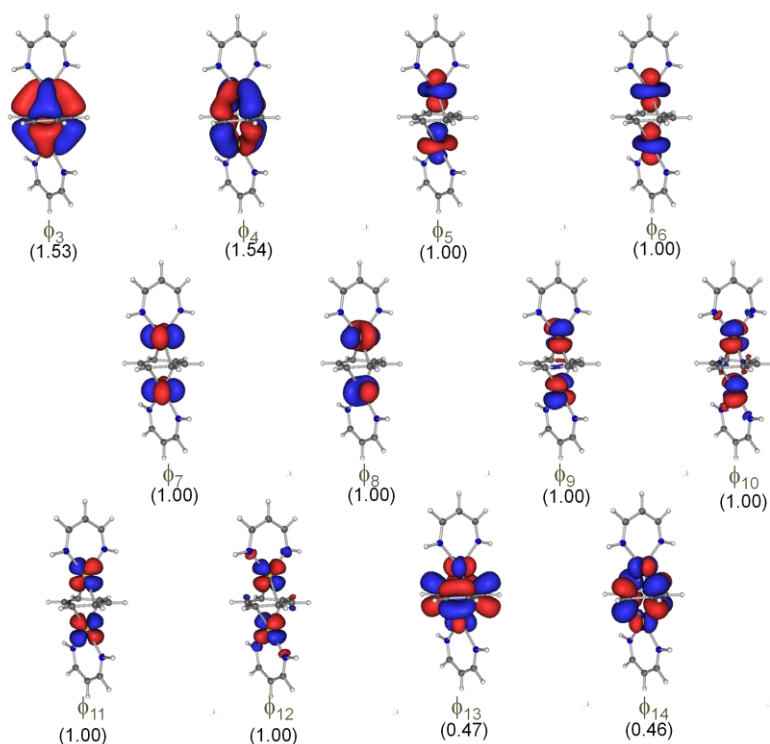 ϕ₃ ϕ₄ ϕ₅ ϕ₆
(1.53) (1.54) (1.00) (1.00)
ϕ₇ ϕ₈ ϕ₉ ϕ₁₀
(1.00) (1.00) (1.00) (1.00)
ϕ₁₁ ϕ₁₂ ϕ₁₃ ϕ₁₄
(1.00) (1.00) (0.47) (0.46)